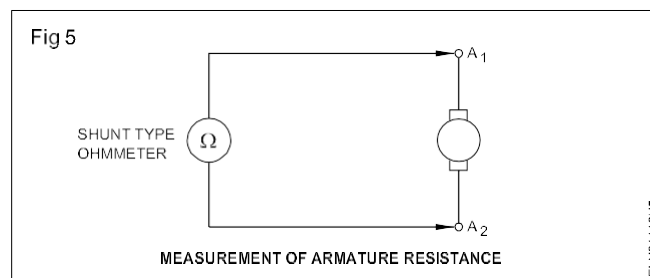 Fig 5
A1
SHUNT TYPE
OHMMETER
Ω
A2
MEASUREMENT OF ARMATURE RESISTANCE